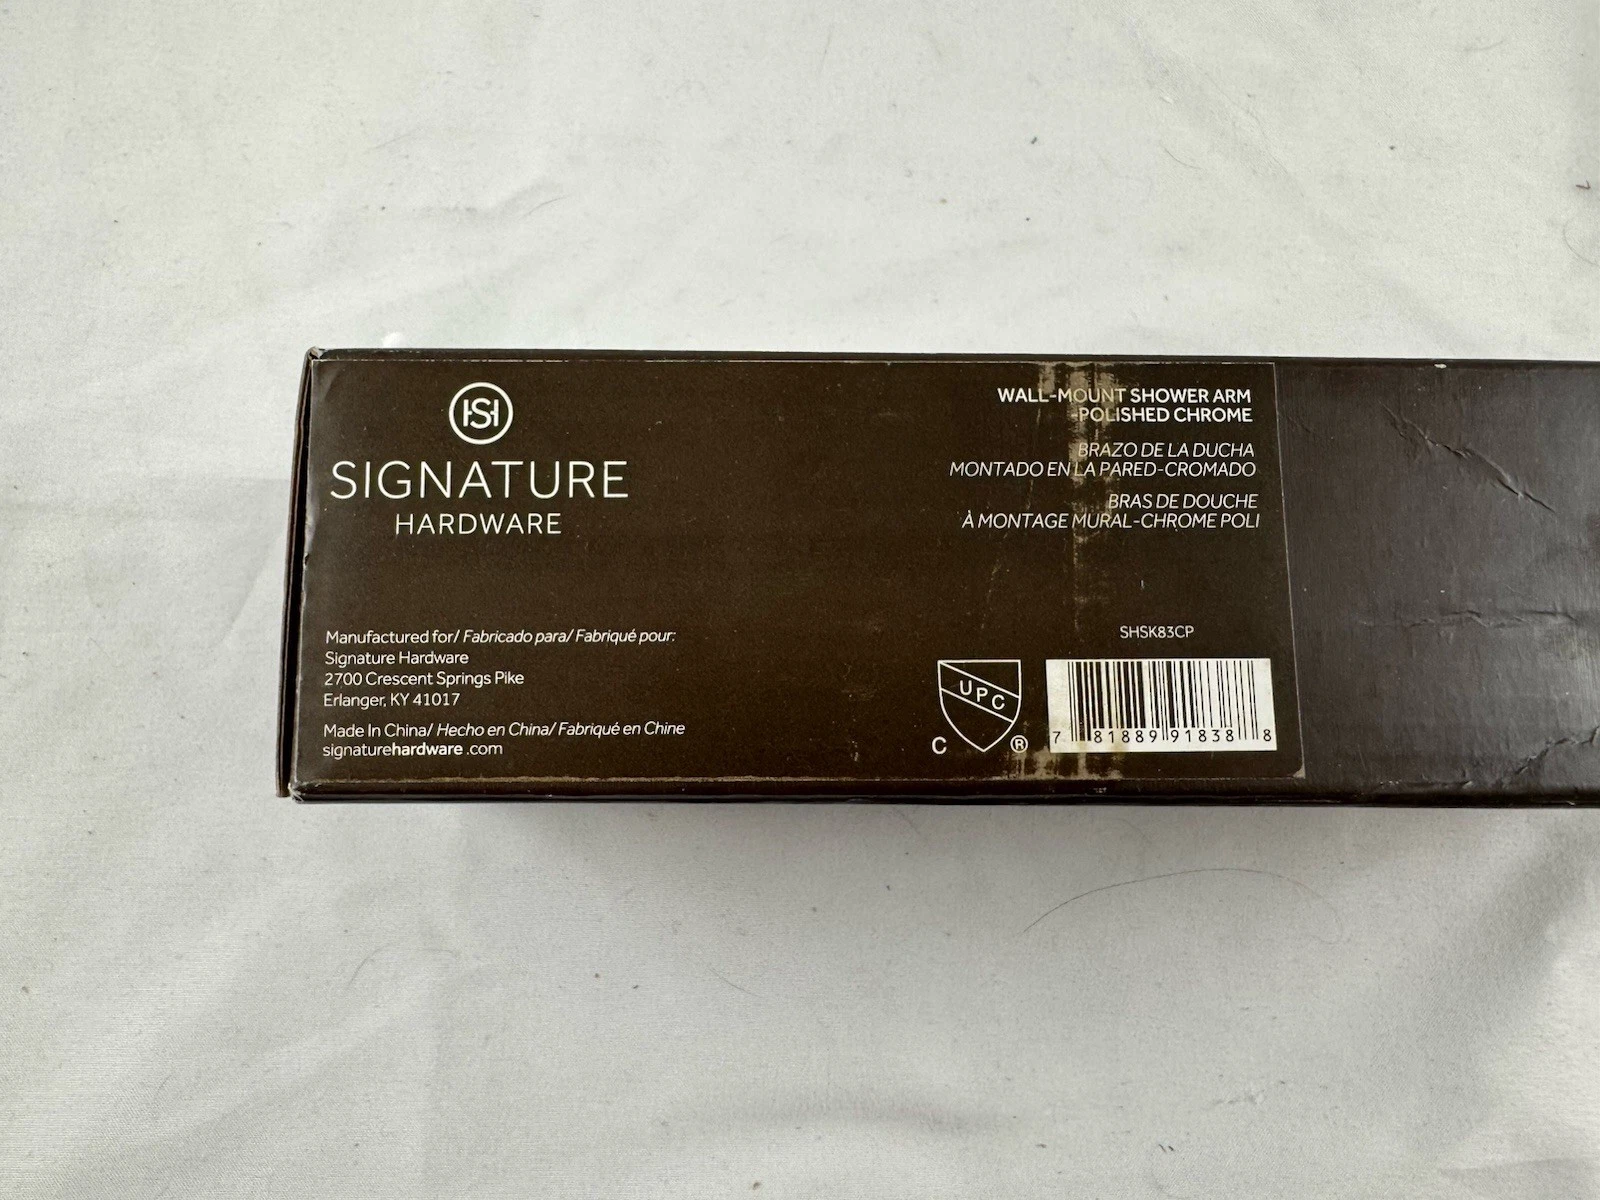 HSH
SIGNATURE
HARDWARE
WALL-MOUNT SHOWER ARM
-POLISHED CHROME
BRAZO DE LA DUCHA
MONTADO EN LA PARED-CROMADO
BRAS DE DOUCHE
À MONTAGE MURAL-CHROME POLI
Manufactured for/ Fabricado para/ Fabriqué pour:
Signature Hardware
2700 Crescent Springs Pike
Erlanger, KY 41017
Made In China/ Hecho en China/ Fabriqué en Chine
signaturehardware.com
SHSK83CP
UPC
C ®
7 81889 91838 8